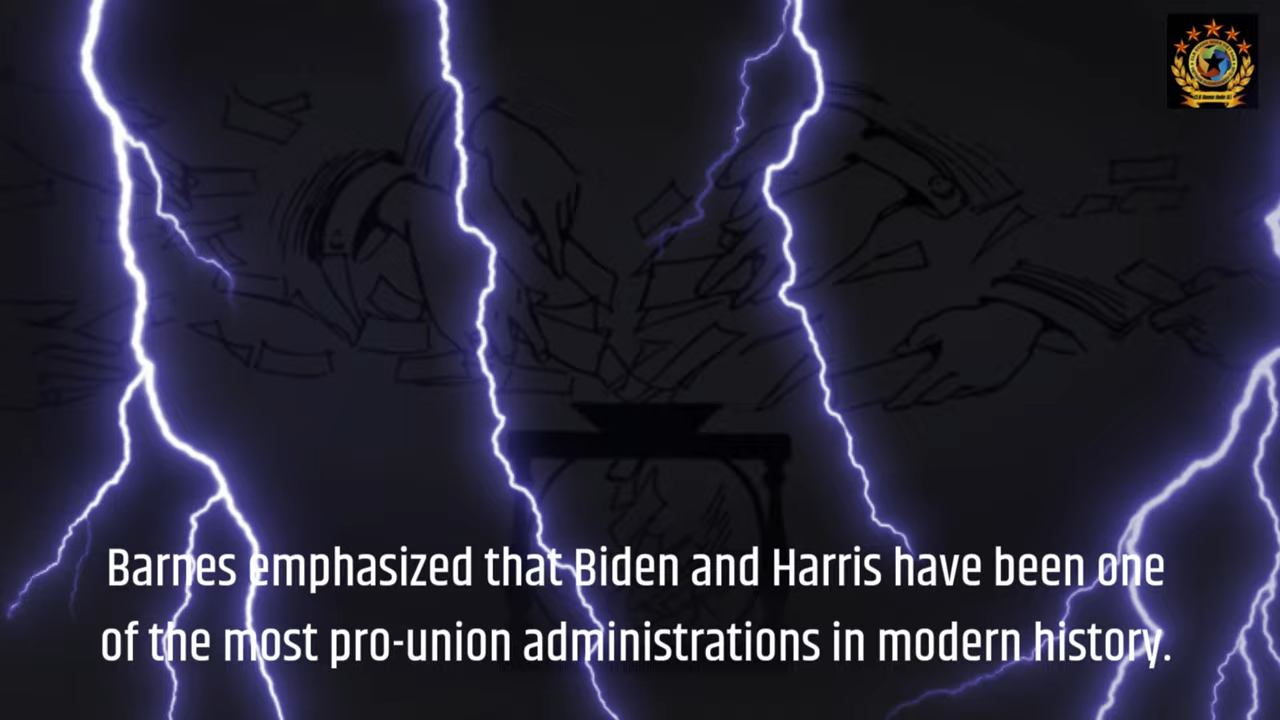 Barnes emphasized that Biden and Harris have been one
of the most pro-union administrations in modern history.